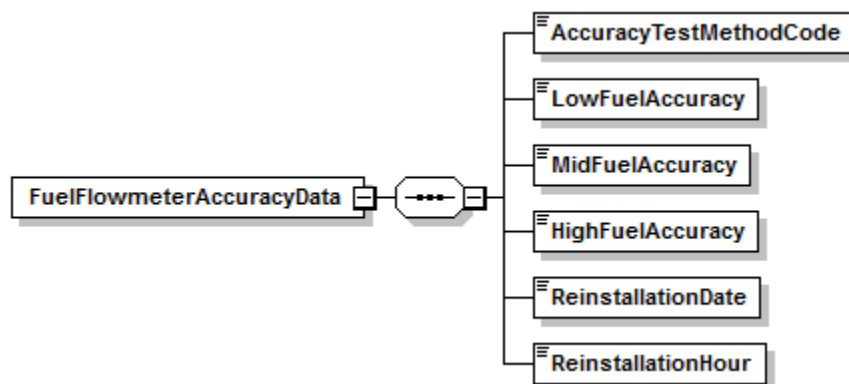 FuelFlowmeterAccuracyData
AccuracyTestMethodCode
LowFuelAccuracy
MidFuelAccuracy
HighFuelAccuracy
ReinstallationDate
ReinstallationHour